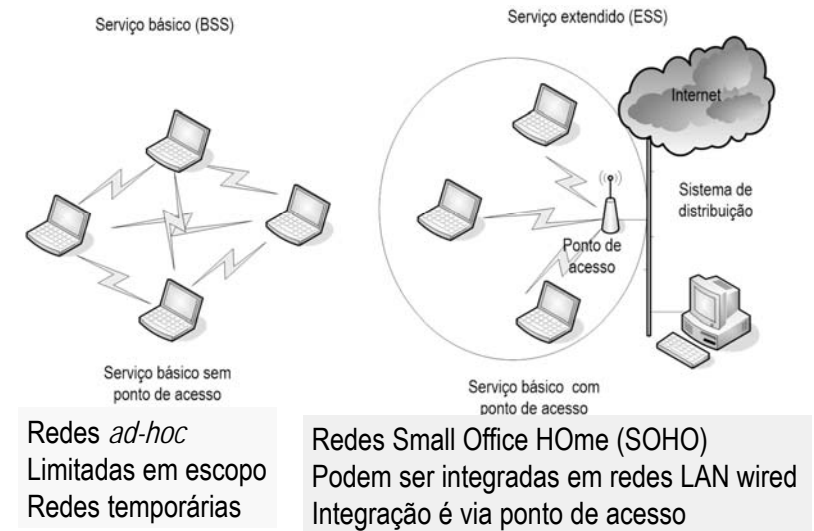 Serviço básico (BSS)
Serviço extendido (ESS)
Internet
Sistema de
distribuição
Ponto de
acesso
Serviço básico sem
ponto de acesso
Serviço básico com
ponto de acesso
Redes ad-hoc
Limitadas em escopo
Redes temporárias
Redes Small Office HOme (SOHO)
Podem ser integradas em redes LAN wired
Integração é via ponto de acesso